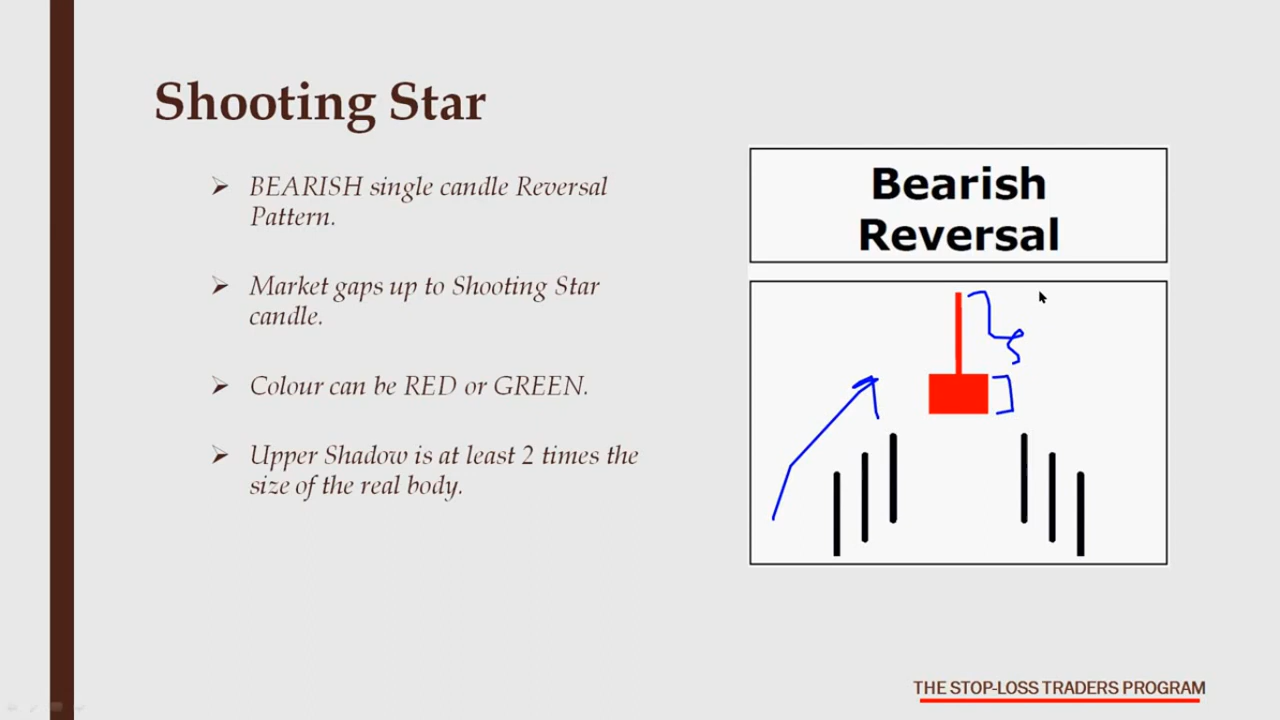 Shooting Star
BEARISH single candle Reversal
Pattern.
Market gaps up to Shooting Star
candle.
Colour can be RED or GREEN.
Upper Shadow is at least 2 times the
size of the real body.
Bearish
Reversal
THE STOP-LOSS TRADERS PROGRAM